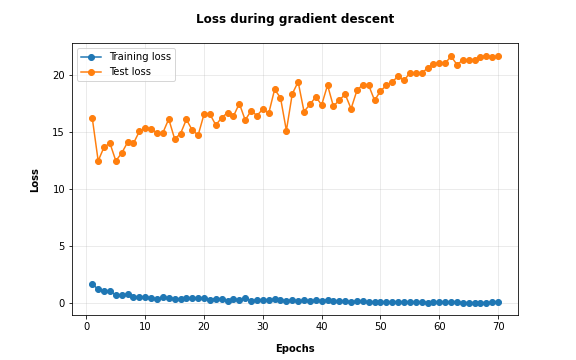 Loss during gradient descent
Training loss
Test loss
20
15
10
5
0
Loss
0 10 20 30 40 50 60 70
Epochs